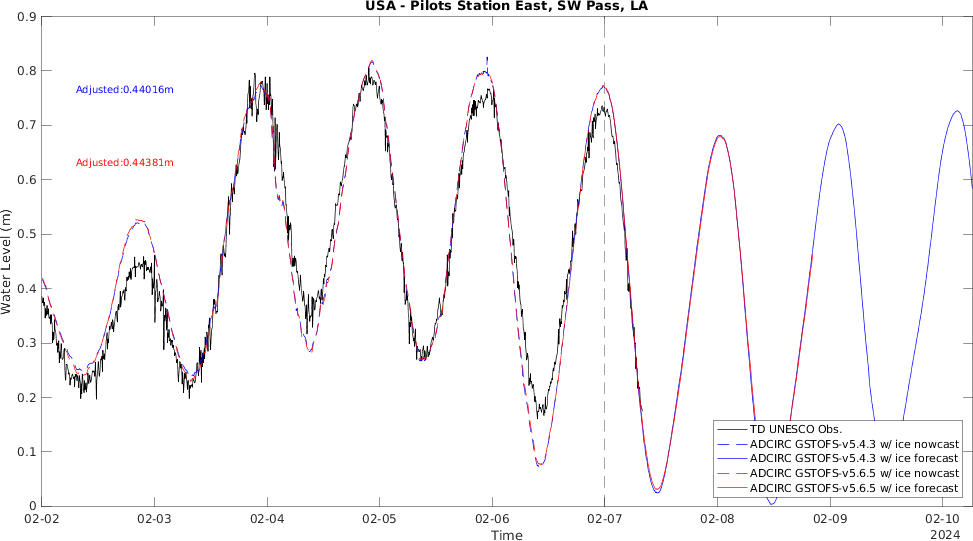 USA - Pilots Station East, SW Pass, LA
0.9
0.8
0.7
0.6
0.5
0.4
0.3
0.2
0.1
0
Water Level (m)
Adjusted:0.44016m
Adjusted:0.44381m
TD UNESCO Obs.
ADCIRC GSTOFS-v5.4.3 w/ ice nowcast
ADCIRC GSTOFS-v5.4.3 w/ ice forecast
ADCIRC GSTOFS-v5.6.5 w/ ice nowcast
ADCIRC GSTOFS-v5.6.5 w/ ice forecast
02-02 02-03 02-04 02-05 02-06 02-07 02-08 02-09 02-10
2024
Time